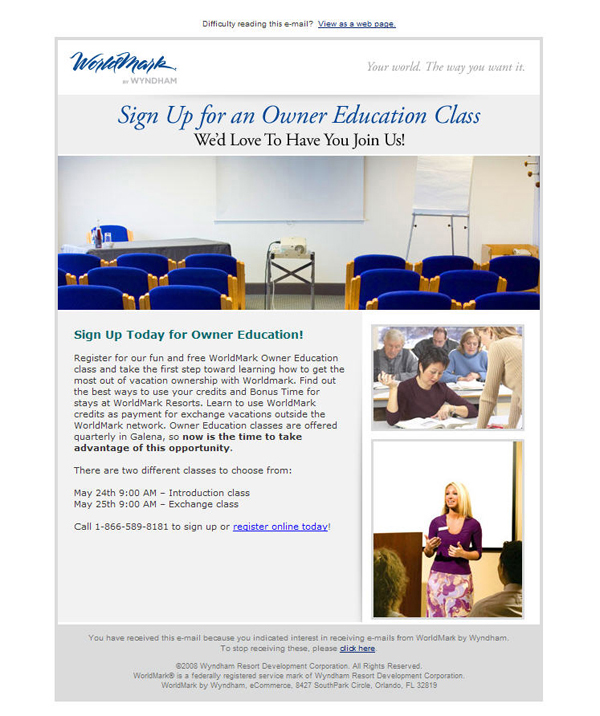 Difficulty reading this e-mail? View as a web page.
WorldMark
BY WYNDHAM
Your world. The way you want it.
Sign Up for an Owner Education Class
We'd Love To Have You Join Us!
Sign Up Today for Owner Education!
Register for our fun and free WorldMark Owner Education
class and take the first step toward learning how to get the
most out of vacation ownership with Worldmark. Find out
the best ways to use your credits and Bonus Time for
stays at WorldMark Resorts. Learn to use WorldMark
credits as payment for exchange vacations outside the
WorldMark network. Owner Education classes are offered
quarterly in Galena, so now is the time to take
advantage of this opportunity.
There are two different classes to choose from:
May 24th 9:00 AM – Introduction class
May 25th 9:00 AM – Exchange class
Call 1-866-589-8181 to sign up or register online today!
You have received this e-mail because you indicated interest in receiving e-mails from WorldMark by Wyndham.
To stop receiving these, please click here.
©2008 Wyndham Resort Development Corporation. All Rights Reserved.
WorldMark® is a federally registered service mark of Wyndham Resort Development Corporation.
WorldMark by Wyndham, eCommerce, 8427 SouthPark Circle, Orlando, FL 32819